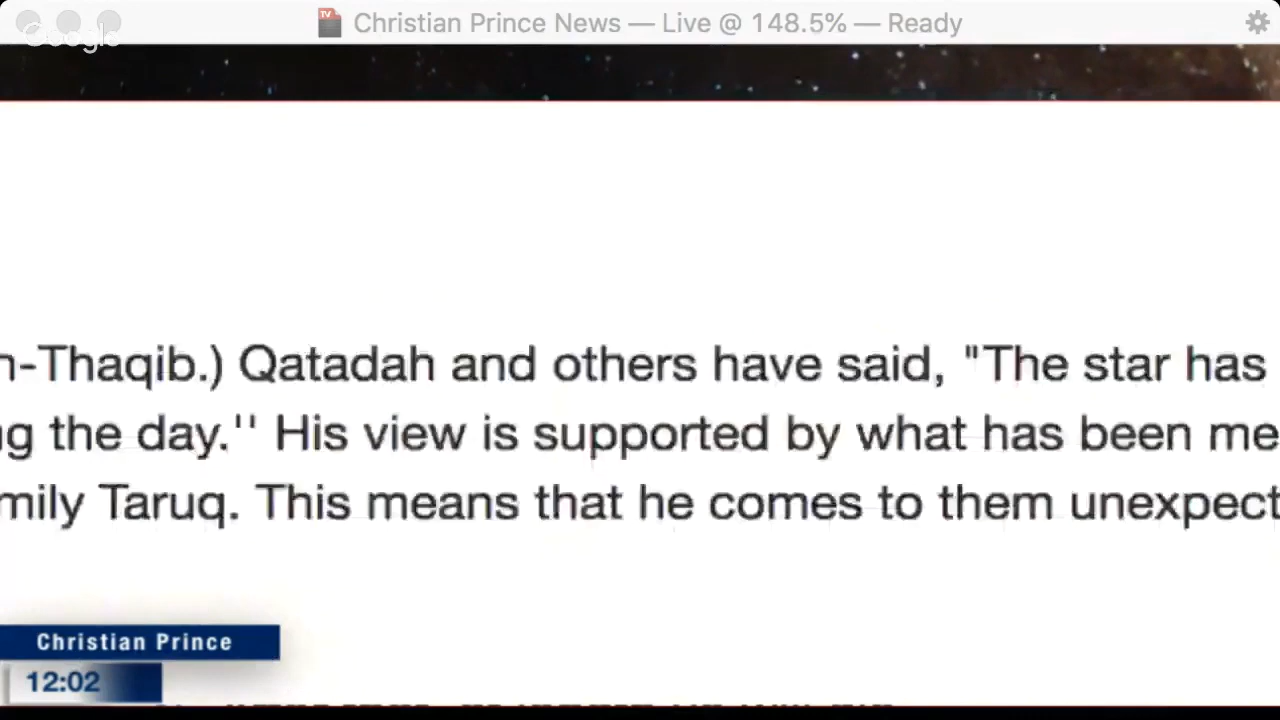 Christian Prince News — Live @ 148.5% — Ready
Google
n-Thaqib.) Qatadah and others have said, "The star has
ng the day.'' His view is supported by what has been me
mily Taruq. This means that he comes to them unexpect
Christian Prince
12:02